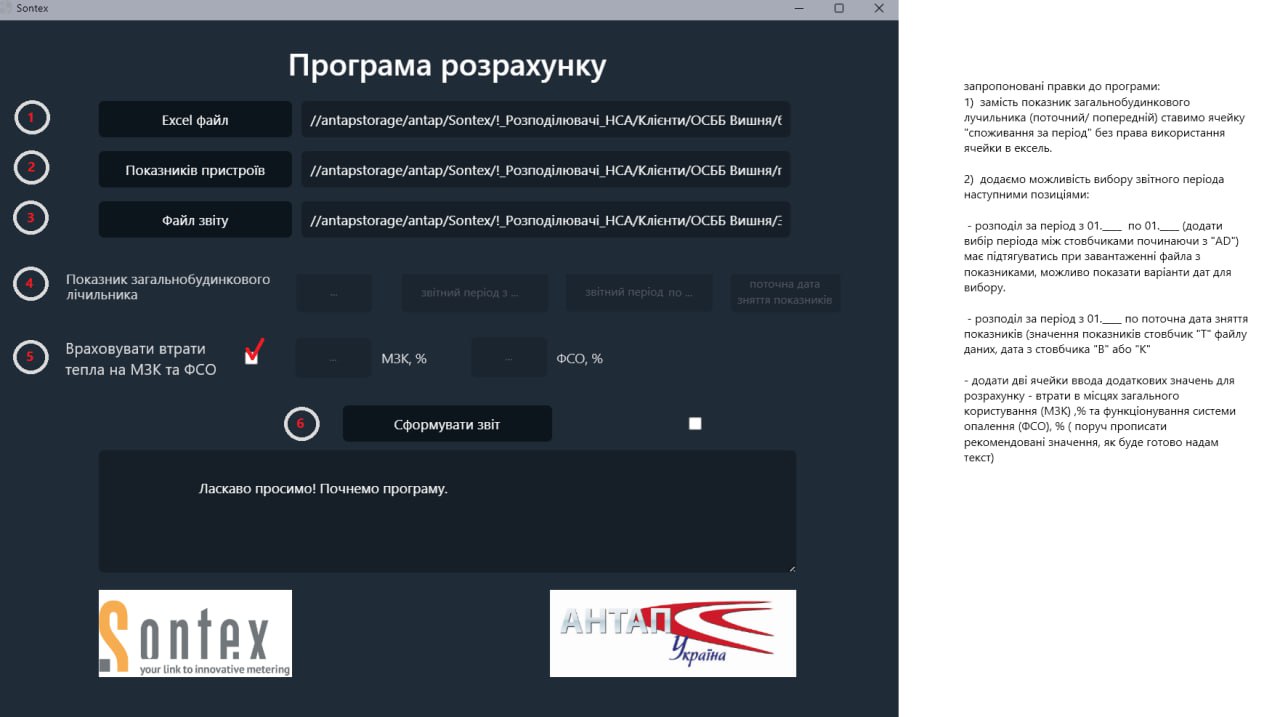 Sontex
Програма розрахунку
1
Excel файл
//antapstorage/antap/Sontex/!_Розподілювачі_НСА/Клієнти/ОСББ Вишня/
2
Показників пристроїв
//antapstorage/antap/Sontex/!_Розподілювачі_НСА/Клієнти/ОСББ Вишня/
3
Файл звіту
//antapstorage/antap/Sontex/!_Розподілювачі_НСА/Клієнти/ОСББ Вишня/
4
Показник загальнобудинкового
лічильника
...
звітний період з ...
звітний період по ...
поточна дата
зняття показників
5
Враховувати втрати
тепла на МЗК та ФСО
...
МЗК, %
...
ФСО, %
6
Сформувати звіт
Ласкаво просимо! Почнемо програму.
Sontex
your link to innovative metering
АНТАП
Україна
запропоновані правки до програми:
1) замість показник загальнобудинкового
лучильника (поточний/ попередній) ставимо ячейку
"споживання за період" без права використання
ячейки в ексель.
2) додаємо можливість вибору звітного періода
наступними позиціями:
- розподіл за період з 01.____ по 01.____ (додати
вибір періода між стовбчиками починаючи з "AD")
має підтягуватись при завантаженні файла з
показниками, можливо показати варіанти дат для
вибору.
- розподіл за період з 01.____ по поточна дата зняття
показників (значення показників стовбчик "Т" файлу
даних, дата з стовбчика "В" або "К"
- додати дві ячейки ввода додаткових значень для
розрахунку - втрати в місцях загального
користування (МЗК) ,% та функціонування системи
опалення (ФСО), % ( поруч прописати
рекомендовані значення, як буде готово надам
текст)